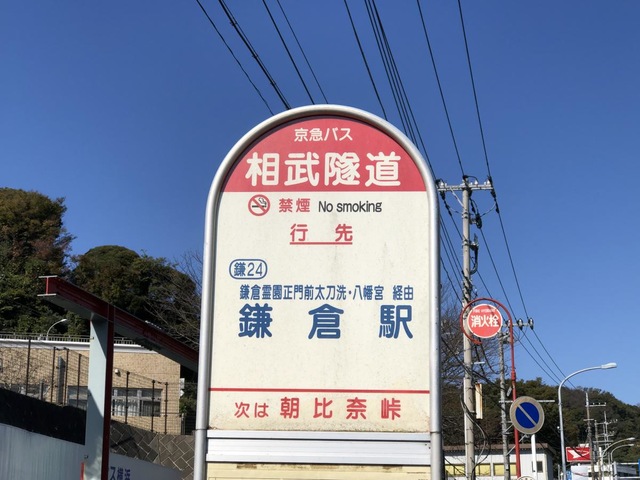 京急バス
相武隧道
禁煙 No smoking
行先
鎌24
鎌倉霊園正門前太刀洗・八幡宮 経由
鎌倉駅
次は 朝比奈峠
消火栓